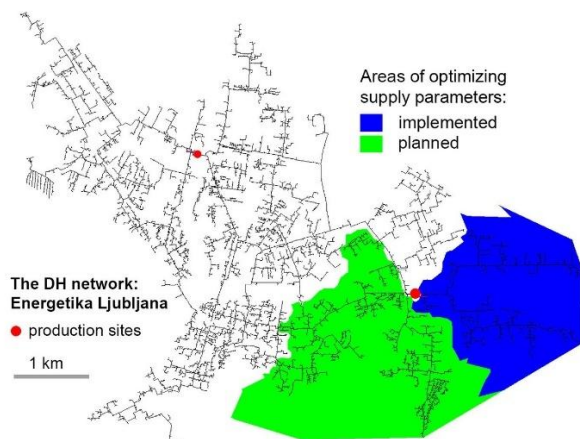 Areas of optimizing
supply parameters:
implemented
planned
The DH network:
Energetika Ljubljana
production sites
1 km